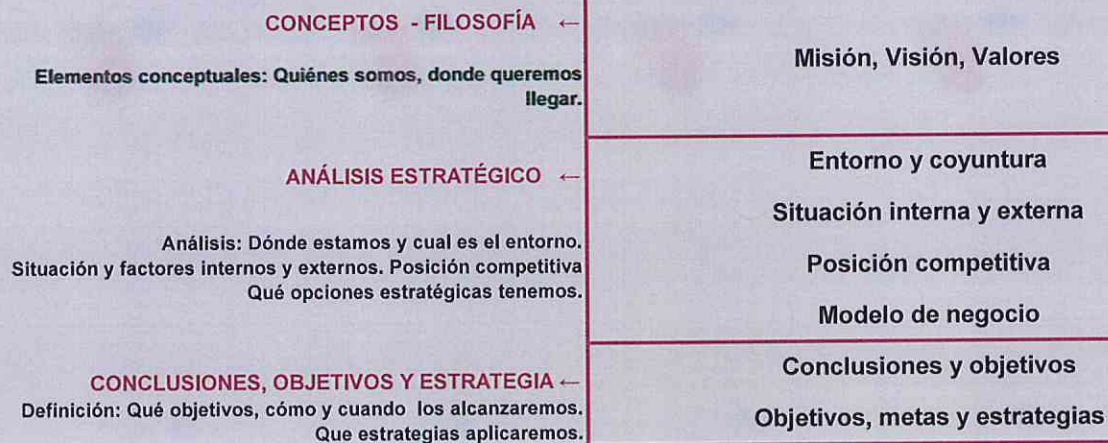 CONCEPTOS - FILOSOFÍA ←
Elementos conceptuales: Quiénes somos, donde queremos
llegar.
Misión, Visión, Valores
ANÁLISIS ESTRATÉGICO ←
Análisis: Dónde estamos y cual es el entorno.
Situación y factores internos y externos. Posición competitiva
Qué opciones estratégicas tenemos.
Entorno y coyuntura
Situación interna y externa
Posición competitiva
Modelo de negocio
CONCLUSIONES, OBJETIVOS Y ESTRATEGIA ←
Definición: Qué objetivos, cómo y cuando los alcanzaremos.
Que estrategias aplicaremos.
Conclusiones y objetivos
Objetivos, metas y estrategias